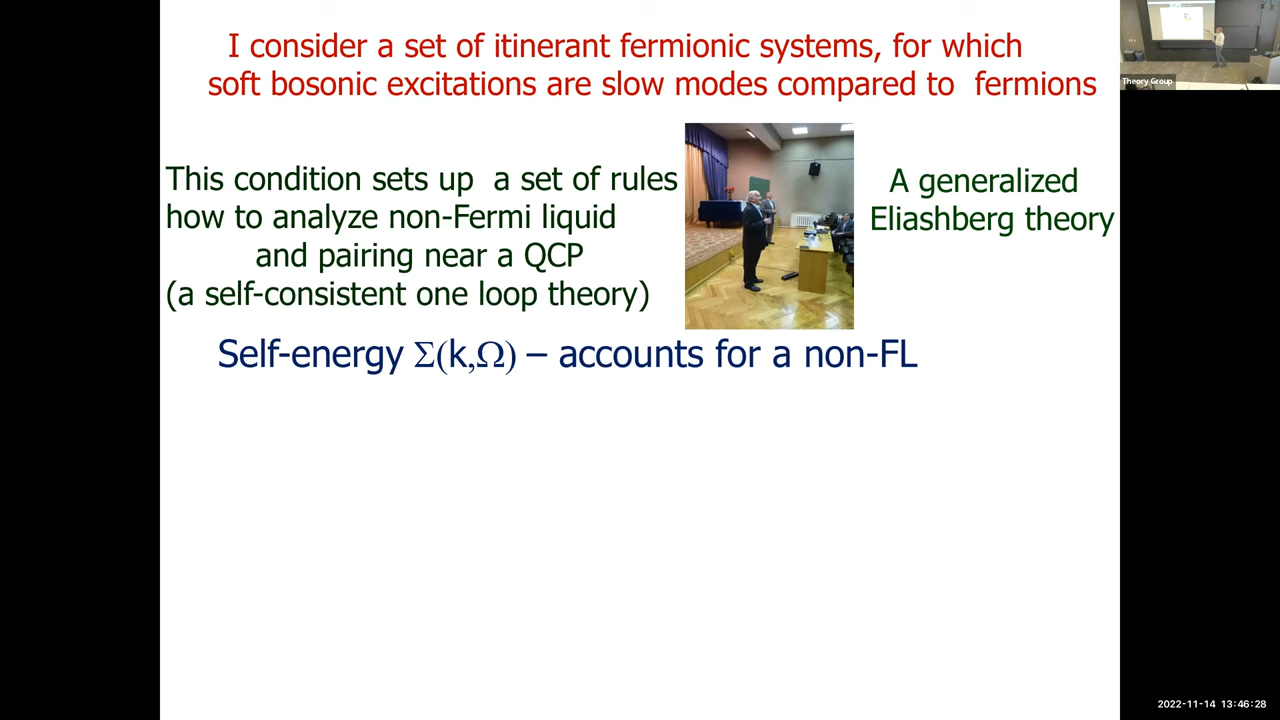 I consider a set of itinerant fermionic systems, for which
soft bosonic excitations are slow modes compared to fermions
This condition sets up a set of rules
how to analyze non-Fermi liquid
and pairing near a QCP
(a self-consistent one loop theory)
A generalized
Eliashberg theory
Self-energy Σ(k,Ω) – accounts for a non-FL
Theory Group
2022-11-14 13:46:28